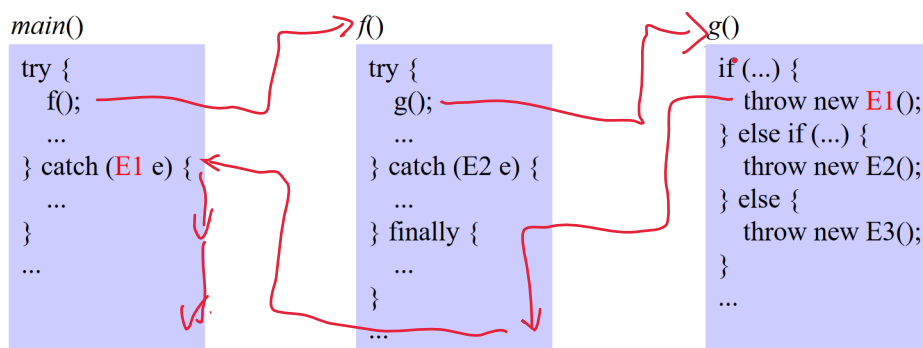 main()
try {
f();
...
} catch (E1 e) {
...
}
...
f()
try {
g();
...
} catch (E2 e) {
...
} finally {
...
}
...
g()
if (...) {
throw new E1();
} else if (...) {
throw new E2();
} else {
throw new E3();
}
...